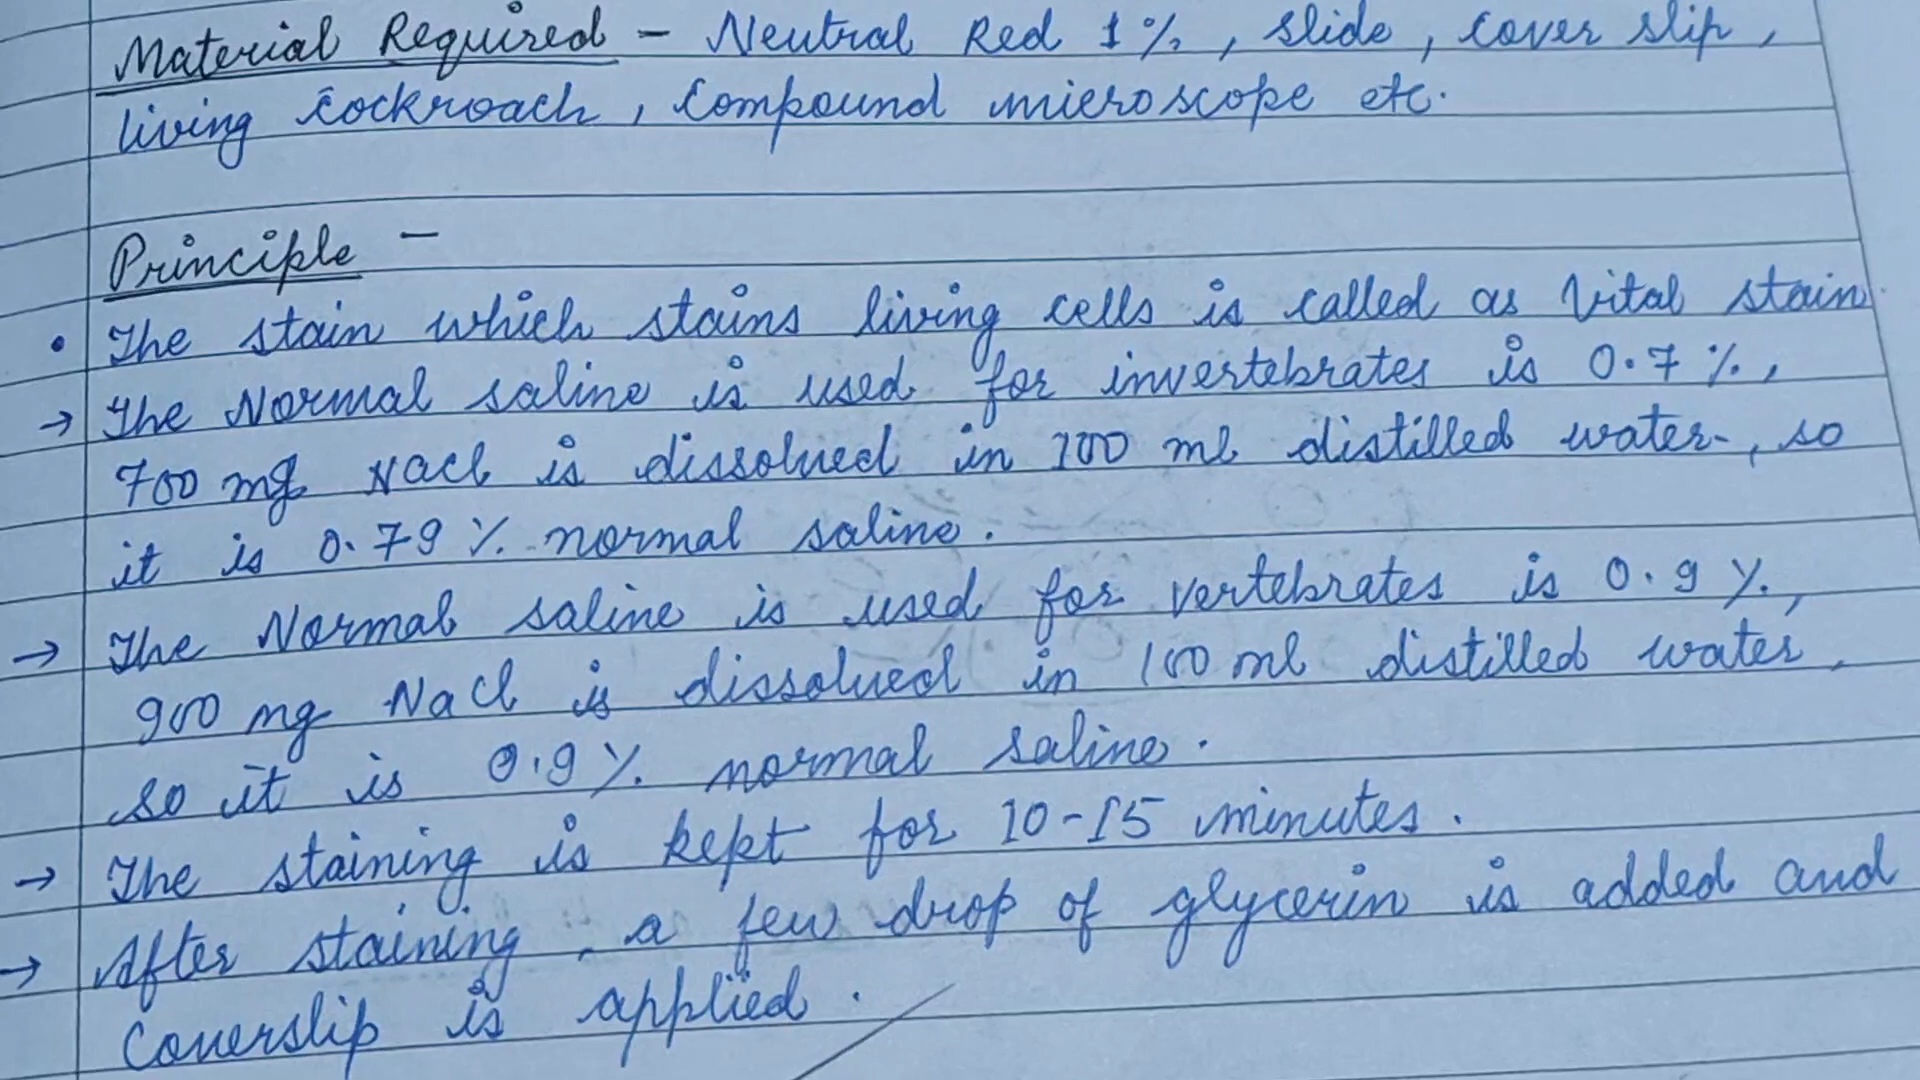 Material Required - Neutral Red 1%, slide, cover slip,
living cockroach, compound microscope etc.
Principle -
• The stain which stains living cells is called as Vital stain.
→ The Normal saline is used for invertebrates is 0.7%,
700 mg NaCl is dissolved in 100 ml distilled water, so
it is 0.79% normal saline.
→ The Normal saline is used for vertebrates is 0.9%,
900 mg NaCl is dissolved in 100 ml distilled water,
so it is 0.9% normal saline.
→ The staining is kept for 10-15 minutes.
→ After staining, a few drop of glycerin is added and
Coverslip is applied.